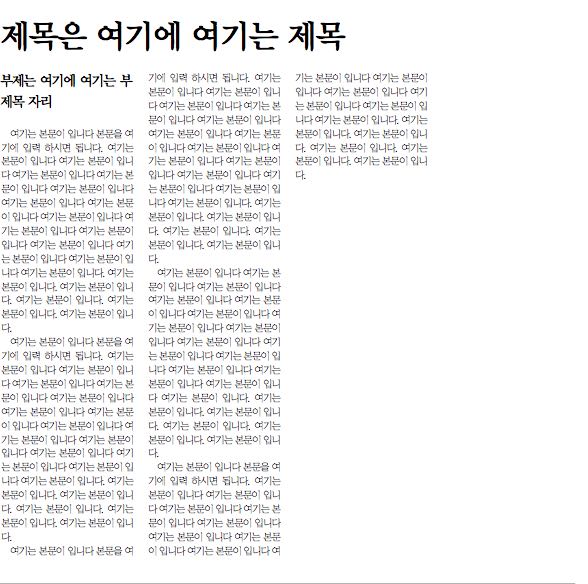 제목은 여기에 여기는 제목
부제는 여기에 여기는 부
제목 자리
여기는 본문이 입니다 본문을 여
기에 입력 하시면 됩니다. 여기는
본문이 입니다 여기는 본문이 입니
다 여기는 본문이 입니다 여기는 본
문이 입니다 여기는 본문이 입니다
여기는 본문이 입니다 여기는 본문
이 입니다 여기는 본문이 입니다 여
기는 본문이 입니다 여기는 본문이
입니다 여기는 본문이 입니다 여기
는 본문이 입니다 여기는 본문이 입
니다 여기는 본문이 입니다. 여기는
본문이 입니다. 여기는 본문이 입니
다. 여기는 본문이 입니다. 여기는
본문이 입니다. 여기는 본문이 입니
다.
여기는 본문이 입니다 본문을 여
기에 입력 하시면 됩니다. 여기는
본문이 입니다 여기는 본문이 입니
다 여기는 본문이 입니다 여기는 본
문이 입니다 여기는 본문이 입니다
여기는 본문이 입니다 여기는 본문
이 입니다 여기는 본문이 입니다 여
기는 본문이 입니다 여기는 본문이
입니다 여기는 본문이 입니다 여기
는 본문이 입니다 여기는 본문이 입
니다 여기는 본문이 입니다. 여기는
본문이 입니다. 여기는 본문이 입니
다. 여기는 본문이 입니다. 여기는
본문이 입니다. 여기는 본문이 입니
다.
여기는 본문이 입니다 본문을 여
기에 입력 하시면 됩니다. 여기는
본문이 입니다 여기는 본문이 입니
다 여기는 본문이 입니다 여기는 본
문이 입니다 여기는 본문이 입니다
여기는 본문이 입니다 여기는 본문
이 입니다 여기는 본문이 입니다 여
기는 본문이 입니다 여기는 본문이
입니다 여기는 본문이 입니다 여기
는 본문이 입니다 여기는 본문이 입
니다 여기는 본문이 입니다. 여기는
본문이 입니다. 여기는 본문이 입니
다. 여기는 본문이 입니다. 여기는
본문이 입니다. 여기는 본문이 입니
다.
여기는 본문이 입니다 여기는 본
문이 입니다 여기는 본문이 입니다
여기는 본문이 입니다 여기는 본문
이 입니다 여기는 본문이 입니다 여
기는 본문이 입니다 여기는 본문이
입니다 여기는 본문이 입니다 여기
는 본문이 입니다 여기는 본문이 입
니다 여기는 본문이 입니다. 여기는
본문이 입니다. 여기는 본문이 입니
다 여기는 본문이 입니다. 여기는
본문이 입니다. 여기는 본문이 입니
다. 여기는 본문이 입니다. 여기는
본문이 입니다. 여기는 본문이 입니
다.
여기는 본문이 입니다 본문을 여
기에 입력 하시면 됩니다. 여기는
본문이 입니다 여기는 본문이 입니
다 여기는 본문이 입니다 여기는 본
문이 입니다 여기는 본문이 입니다
여기는 본문이 입니다 여기는 본문
이 입니다 여기는 본문이 입니다 여
기는 본문이 입니다 여기는 본문이
입니다 여기는 본문이 입니다 여기
는 본문이 입니다 여기는 본문이 입
니다 여기는 본문이 입니다. 여기는
본문이 입니다. 여기는 본문이 입니
다. 여기는 본문이 입니다. 여기는
본문이 입니다. 여기는 본문이 입니
다.